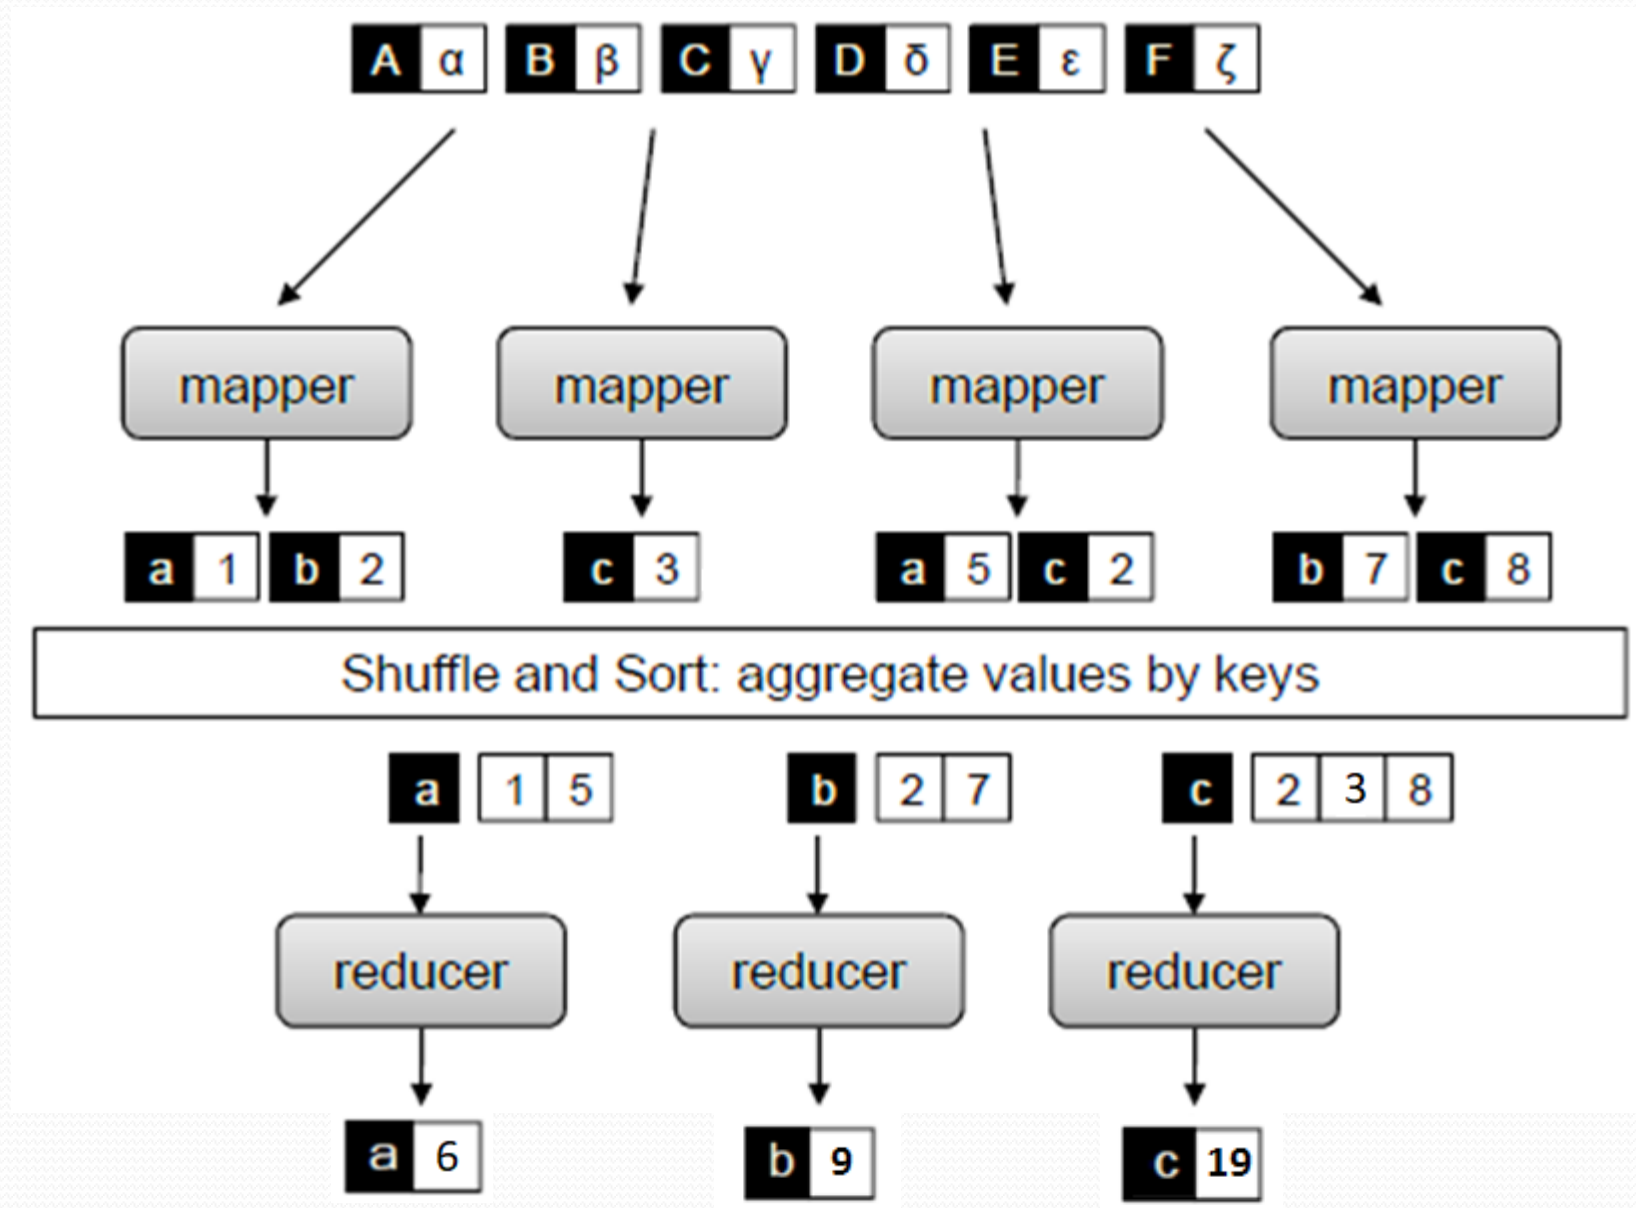 A α B β C γ D δ E ε F ζ
mapper mapper mapper mapper
a 1 b 2 c 3 a 5 c 2 b 7 c 8
Shuffle and Sort: aggregate values by keys
a 1 5 b 2 7 c 2 3 8
reducer reducer reducer
a 6 b 9 c 19